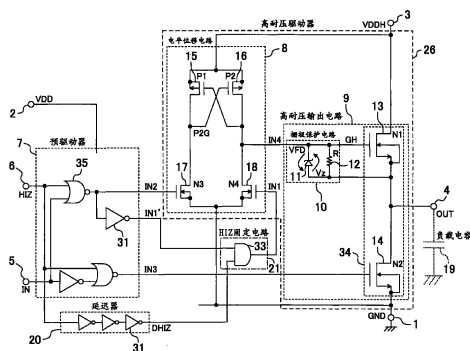 高耐压驱动器
3
VDDH
电平位移电路
8
26
15
P1
P2
16
高耐压输出电路
9
13
2
VDD
P2G
栅极保护电路
7
预驱动器
IN4
GH
N1
VFD
R
12
11
Vz
6
HIZ
35
17
18
10
4
IN2
N3
N4
IN1
OUT
IN1'
HIZ固定电路
负载电容
31
33
34
14
19
5
IN
IN3
21
N2
延迟器
20
DHIZ
GND
1
31